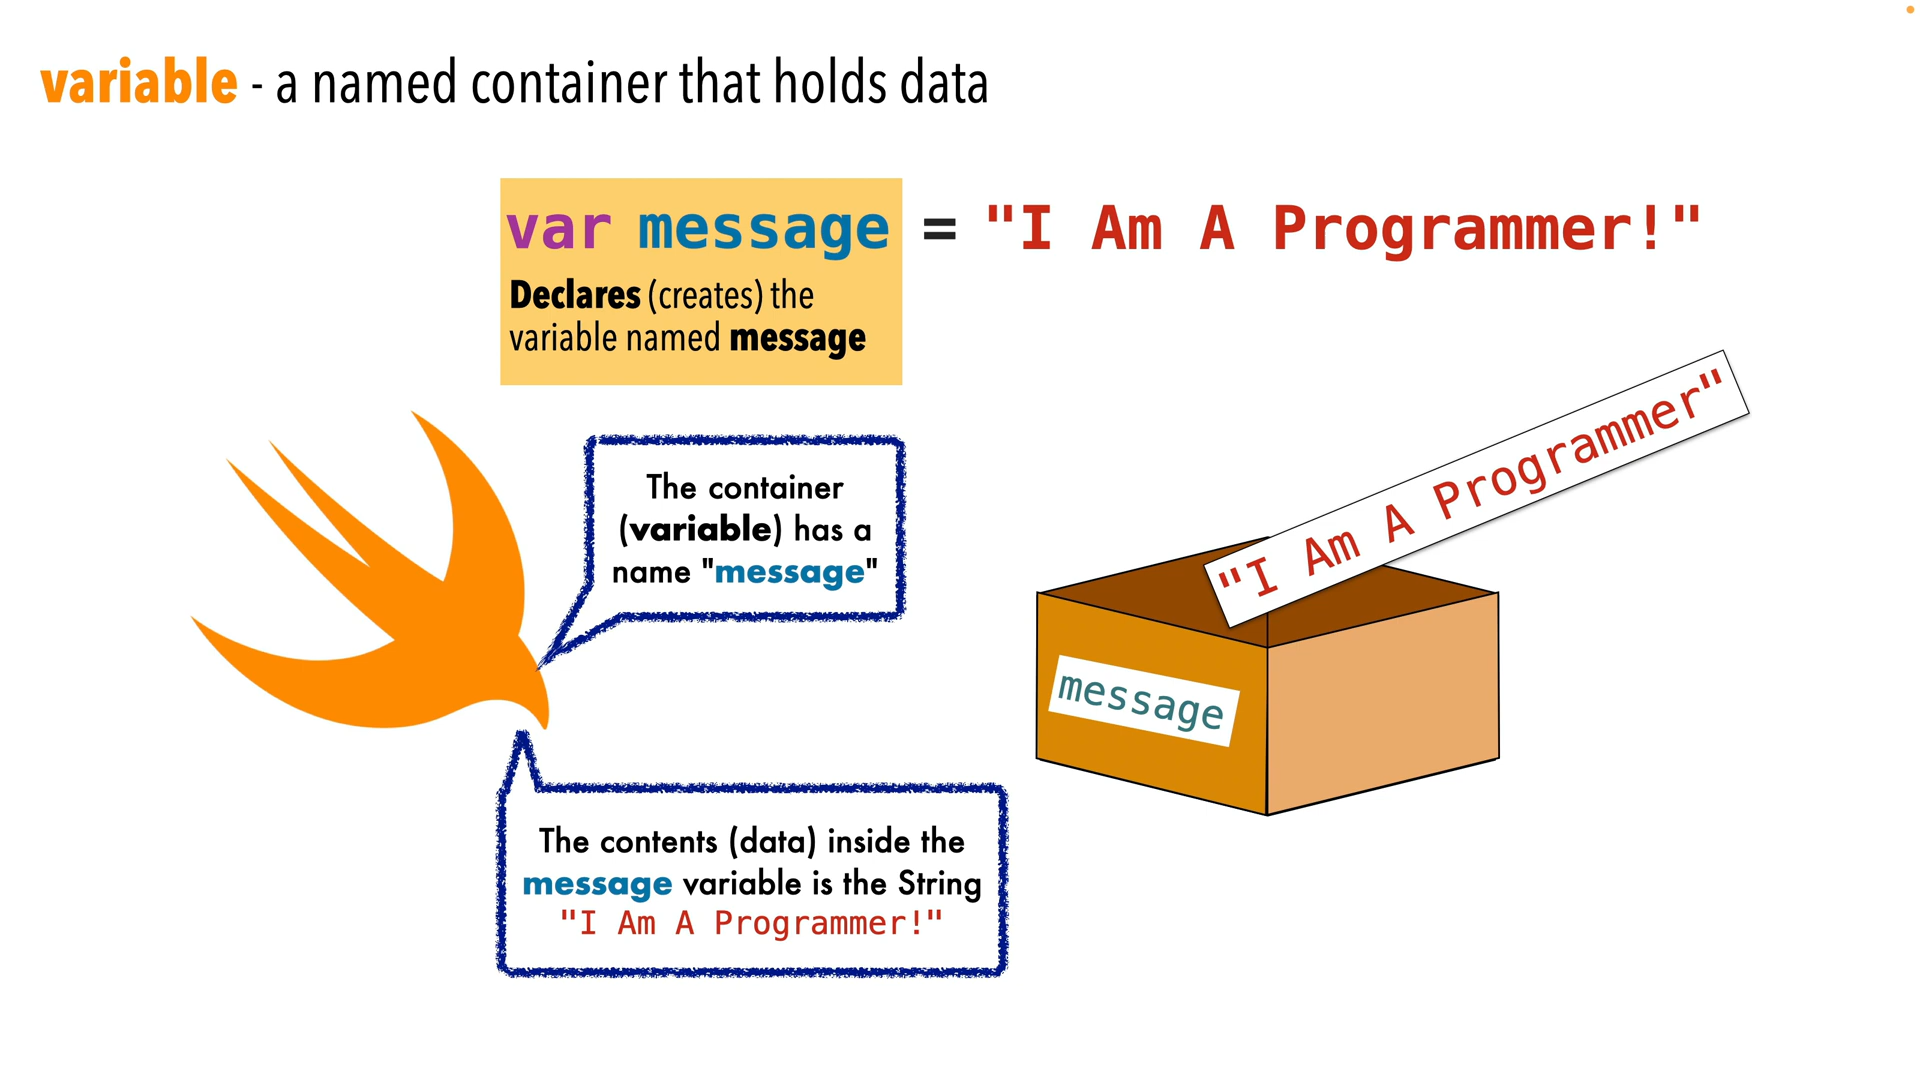 variable - a named container that holds data
var message = "I Am A Programmer!"
Declares (creates) the
variable named message
The container
(variable) has a
name "message"
"I Am A Programmer"
message
The contents (data) inside the
message variable is the String
"I Am A Programmer!"